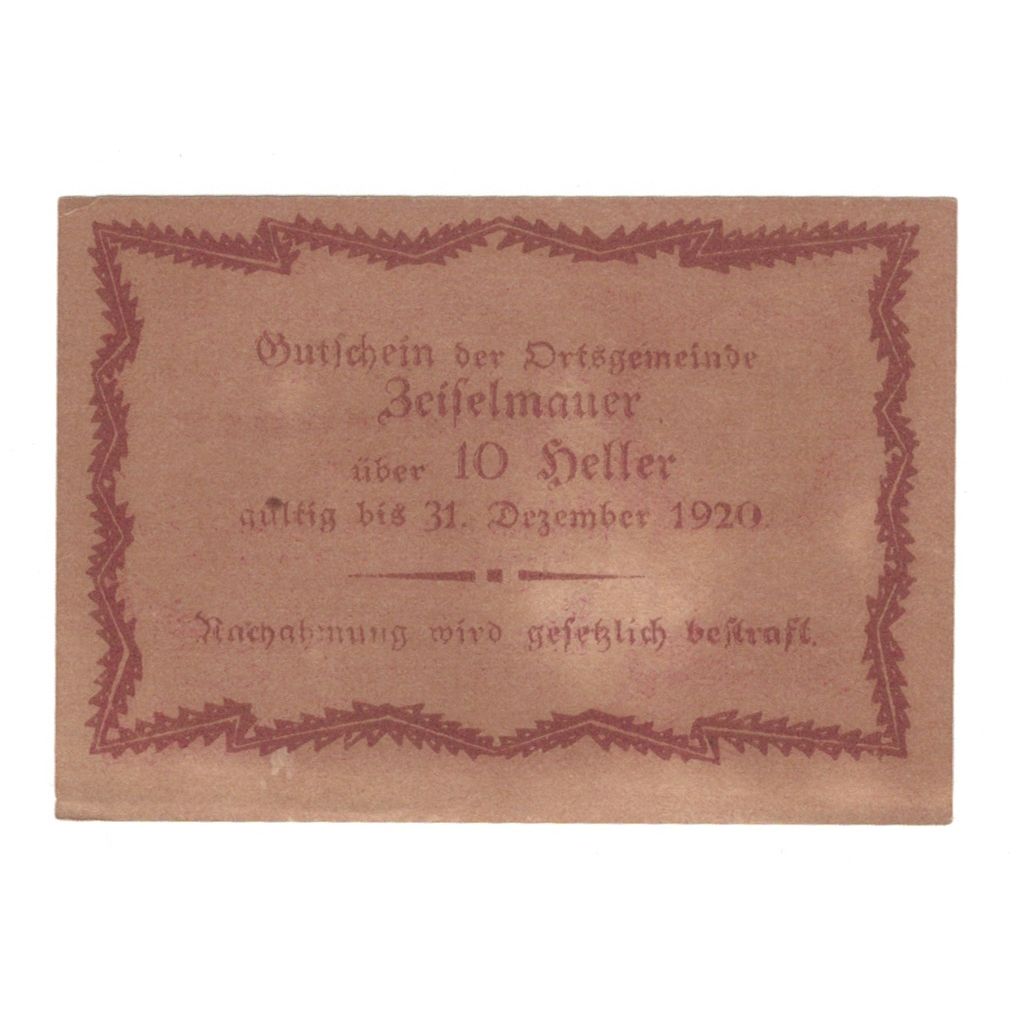 Gutschein der Ortsgemeinde
Zeiselmauer
über 10 Heller
gültig bis 31. Dezember 1920.
Nachahmung wird gesetzlich bestraft.